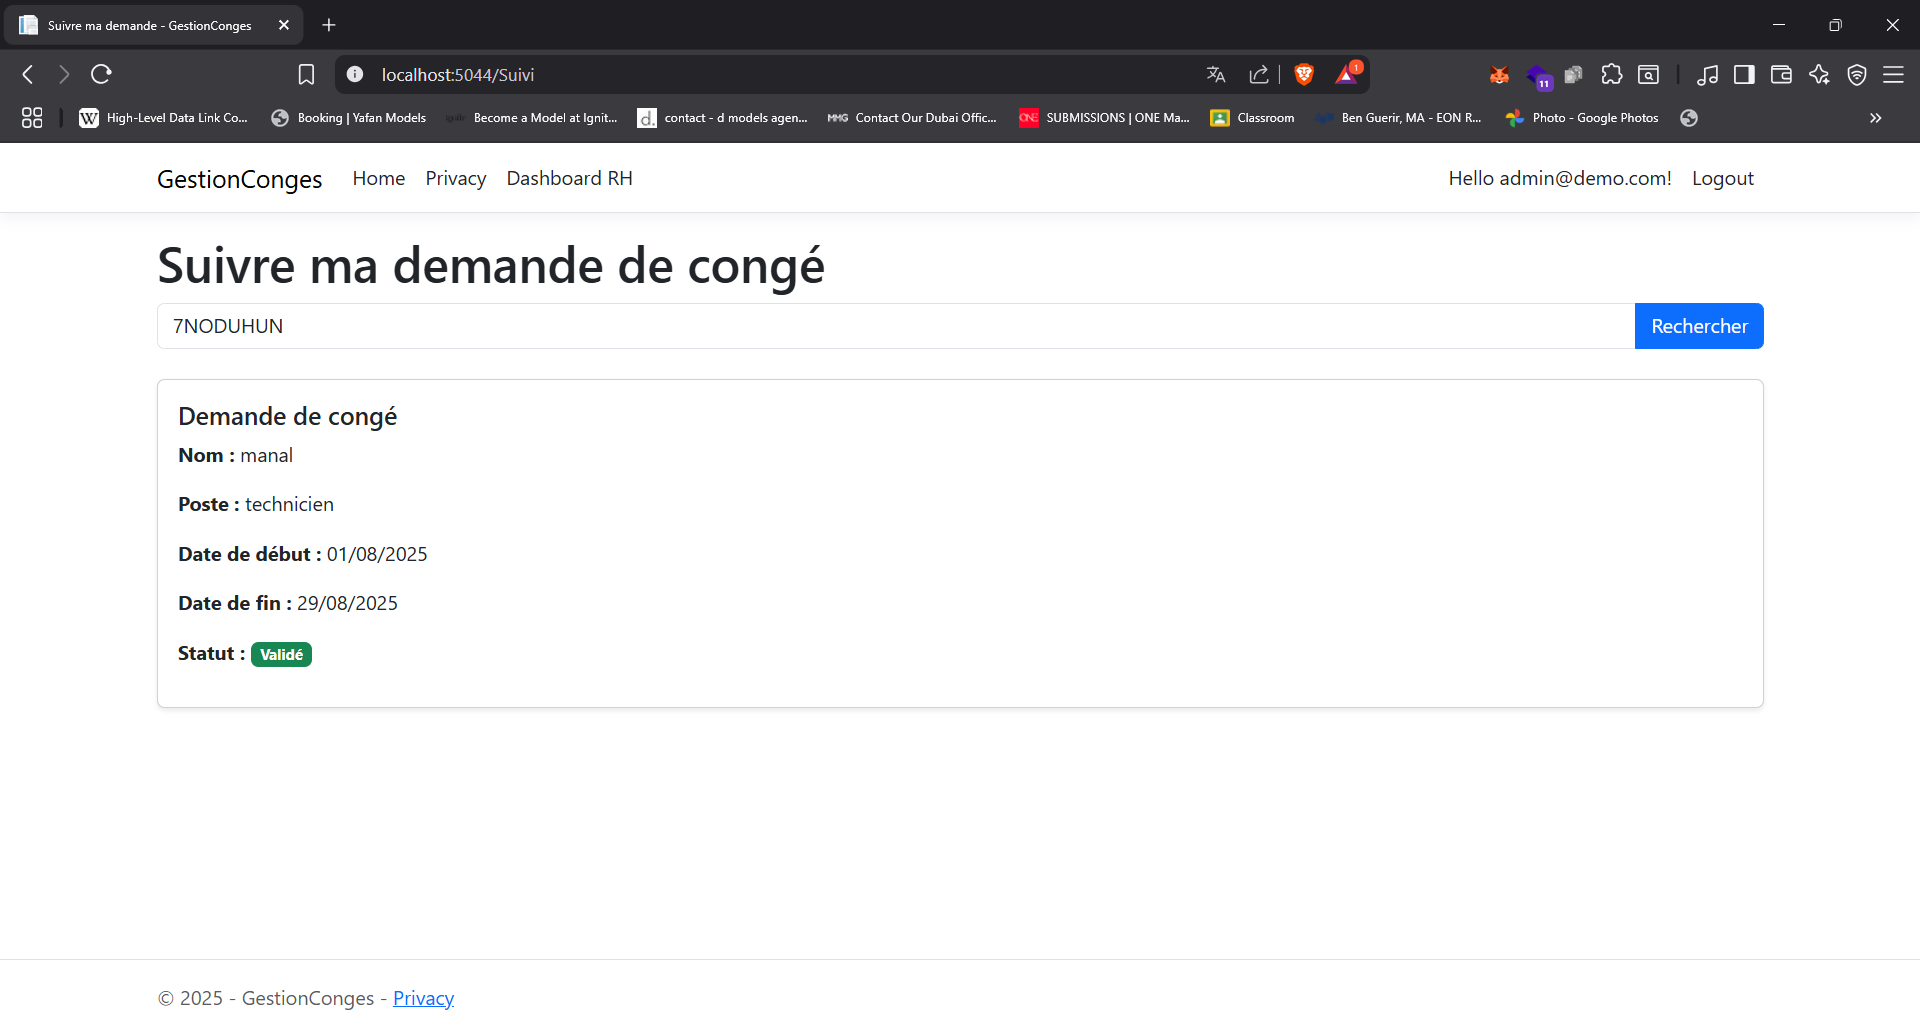 Suivre ma demande - GestionConges
localhost:5044/Suivi
1
11
High-Level Data Link Co...
Booking | Yafan Models
Become a Model at Ignit...
d.
contact - d models agen...
MMG
Contact Our Dubai Offic...
ONE
SUBMISSIONS | ONE Ma...
Classroom
Ben Guerir, MA - EON R...
Photo - Google Photos
GestionConges
Home
Privacy
Dashboard RH
Hello admin@demo.com!
Logout
Suivre ma demande de congé
7NODUHUN
Rechercher
Demande de congé
Nom : manal
Poste : technicien
Date de début : 01/08/2025
Date de fin : 29/08/2025
Statut : Validé
© 2025 - GestionConges - Privacy